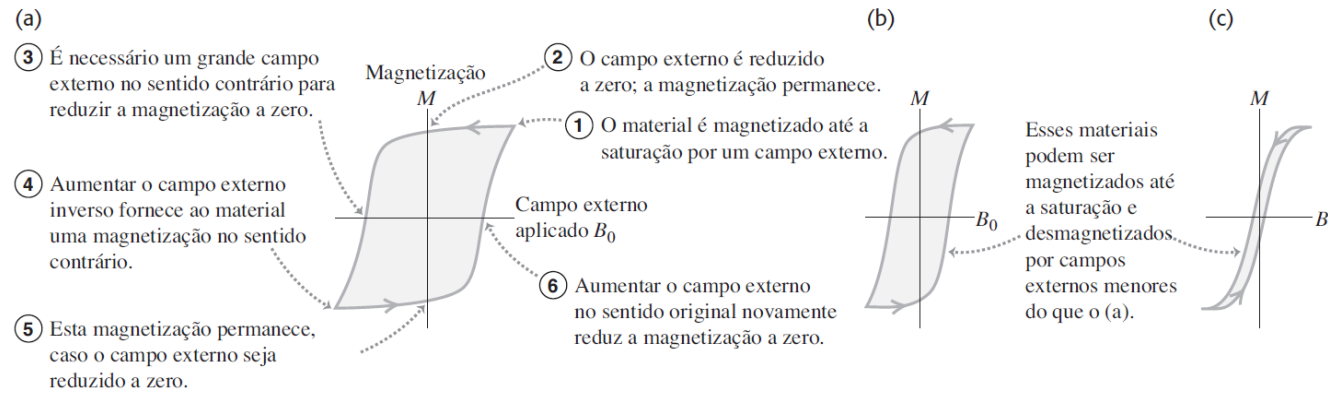 (a)
3 É necessário um grande campo
externo no sentido contrário para
reduzir a magnetização a zero.
Magnetização
M
2 O campo externo é reduzido
a zero; a magnetização permanece.
1 O material é magnetizado até a
saturação por um campo externo.
4 Aumentar o campo externo
inverso fornece ao material
uma magnetização no sentido
contrário.
Campo externo
aplicado B₀
5 Esta magnetização permanece,
caso o campo externo seja
reduzido a zero.
6 Aumentar o campo externo
no sentido original novamente
reduz a magnetização a zero.
(b)
M
B₀
Esses materiais
podem ser
magnetizados até
a saturação e
desmagnetizados
por campos
externos menores
do que o (a).
(c)
M
B